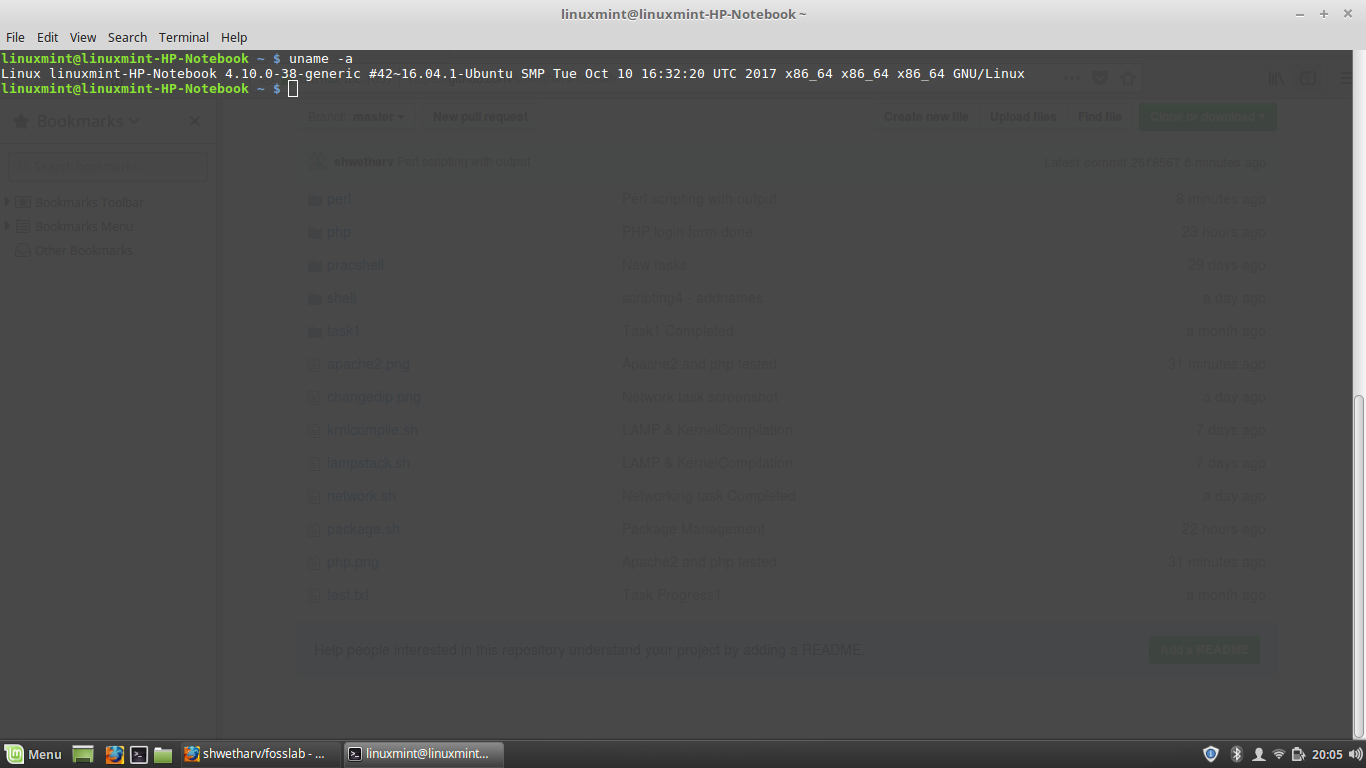 linuxmint@linuxmint-HP-Notebook ~
File Edit View Search Terminal Help
linuxmint@linuxmint-HP-Notebook ~ $ uname -a
Linux linuxmint-HP-Notebook 4.10.0-38-generic #42~16.04.1-Ubuntu SMP Tue Oct 10 16:32:20 UTC 2017 x86_64 x86_64 x86_64 GNU/Linux
linuxmint@linuxmint-HP-Notebook ~ $
Bookmarks
Search bookmarks
Bookmarks Toolbar
Bookmarks Menu
Other Bookmarks
Branch: master New pull request Create new file Upload files Find file Clone or download
shwetharv Perl scripting with output Latest commit 6 minutes ago
perl Perl scripting with output 8 minutes ago
php PHP login form done 23 hours ago
pracshell New tasks 29 days ago
shell scripting4 - addnames a day ago
task1 Task1 Completed a month ago
apache2.png Apache2 and php tested 31 minutes ago
changedip.png Network task screenshot a day ago
krnlcompile.sh LAMP & KernelCompilation 7 days ago
lampstack.sh LAMP & KernelCompilation 7 days ago
network.sh Networking task Completed a day ago
package.sh Package Management 22 hours ago
php.png Apache2 and php tested 31 minutes ago
test.txt Task Progress1 a month ago
Help people interested in this repository understand your project by adding a README. Add a README
Menu shwetharv/fosslab - ... linuxmint@linuxmint... 20:05